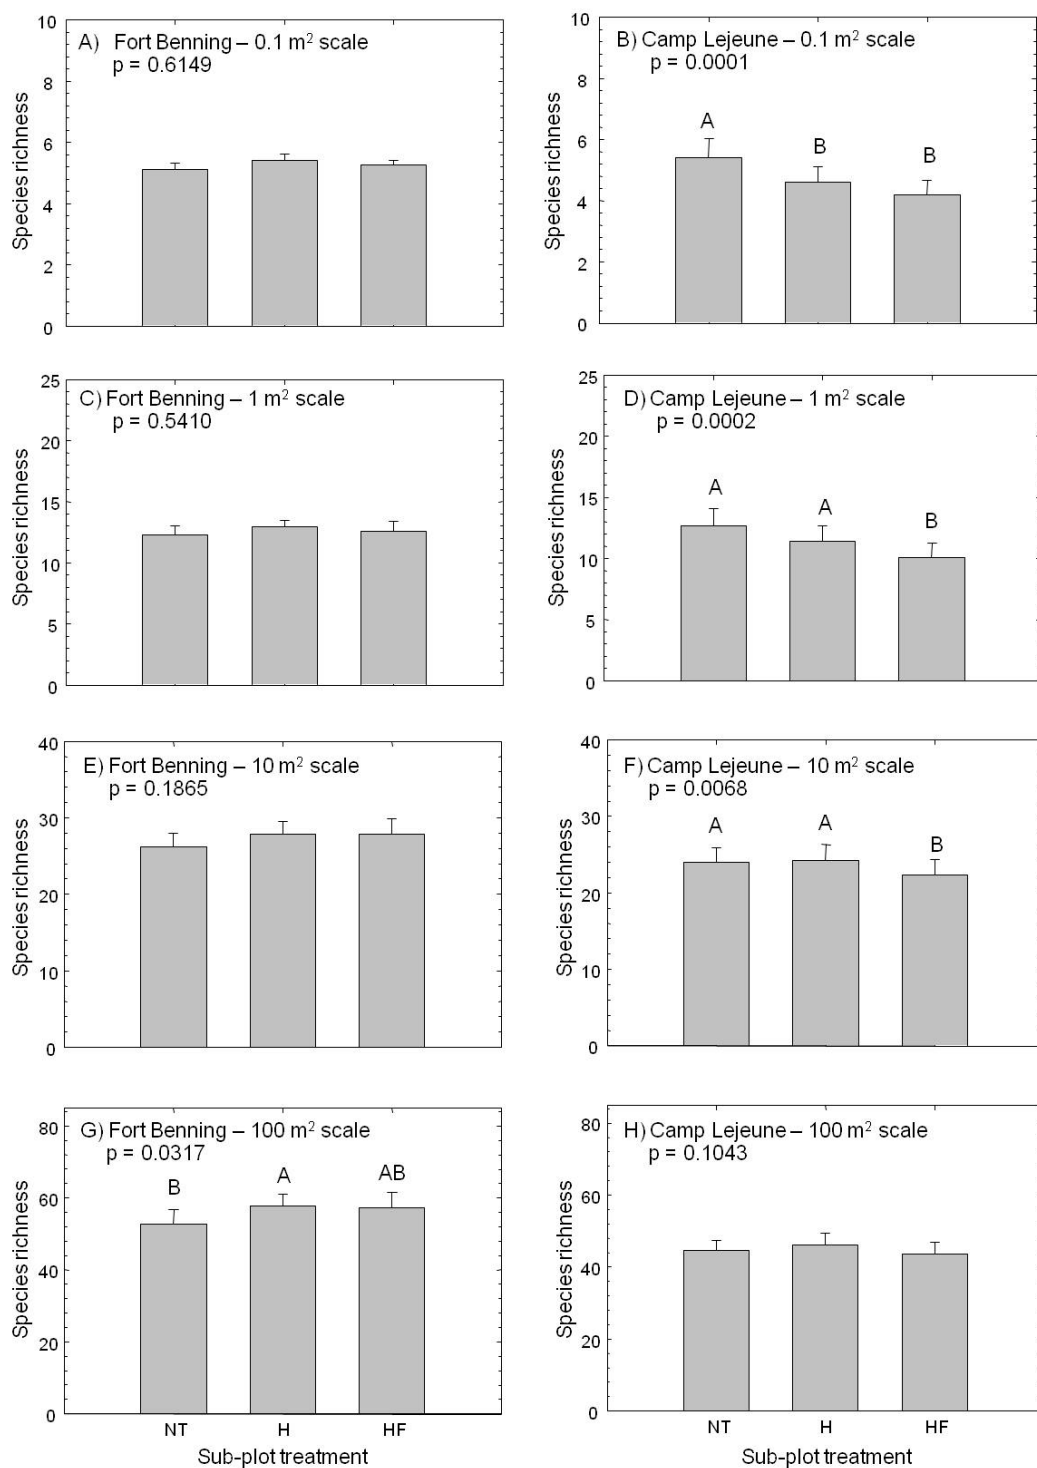 A) Fort Benning – 0.1 m² scale
p = 0.6149
Species richness
10
8
6
4
2
0
B) Camp Lejeune – 0.1 m² scale
p = 0.0001
Species richness
10
8
6
4
2
0
A
B
B
C) Fort Benning – 1 m² scale
p = 0.5410
Species richness
25
20
15
10
5
0
D) Camp Lejeune – 1 m² scale
p = 0.0002
Species richness
25
20
15
10
5
0
A
A
B
E) Fort Benning – 10 m² scale
p = 0.1865
Species richness
40
30
20
10
0
F) Camp Lejeune – 10 m² scale
p = 0.0068
Species richness
40
30
20
10
0
A
A
B
G) Fort Benning – 100 m² scale
p = 0.0317
Species richness
80
60
40
20
0
B
A
AB
NT H HF
Sub-plot treatment
H) Camp Lejeune – 100 m² scale
p = 0.1043
Species richness
80
60
40
20
0
NT H HF
Sub-plot treatment